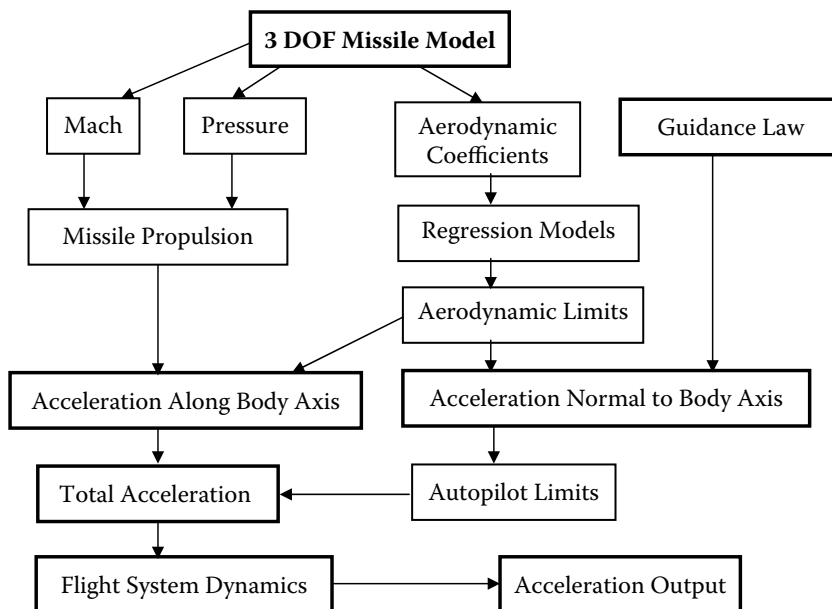 3 DOF Missile Model
Mach
Pressure
Aerodynamic
Coefficients
Guidance Law
Missile Propulsion
Regression Models
Aerodynamic Limits
Acceleration Along Body Axis
Acceleration Normal to Body Axis
Total Acceleration
Autopilot Limits
Flight System Dynamics
Acceleration Output